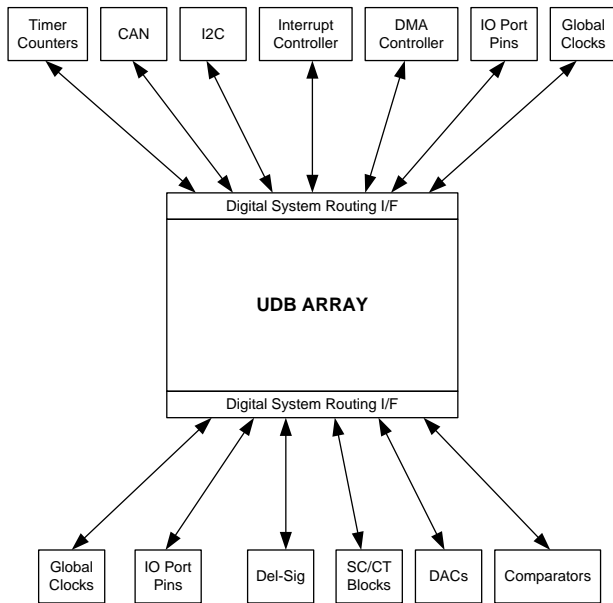 Timer
Counters
CAN
I2C
Interrupt
Controller
DMA
Controller
IO Port
Pins
Global
Clocks
Digital System Routing I/F
UDB ARRAY
Digital System Routing I/F
Global
Clocks
IO Port
Pins
Del-Sig
SC/CT
Blocks
DACs
Comparators